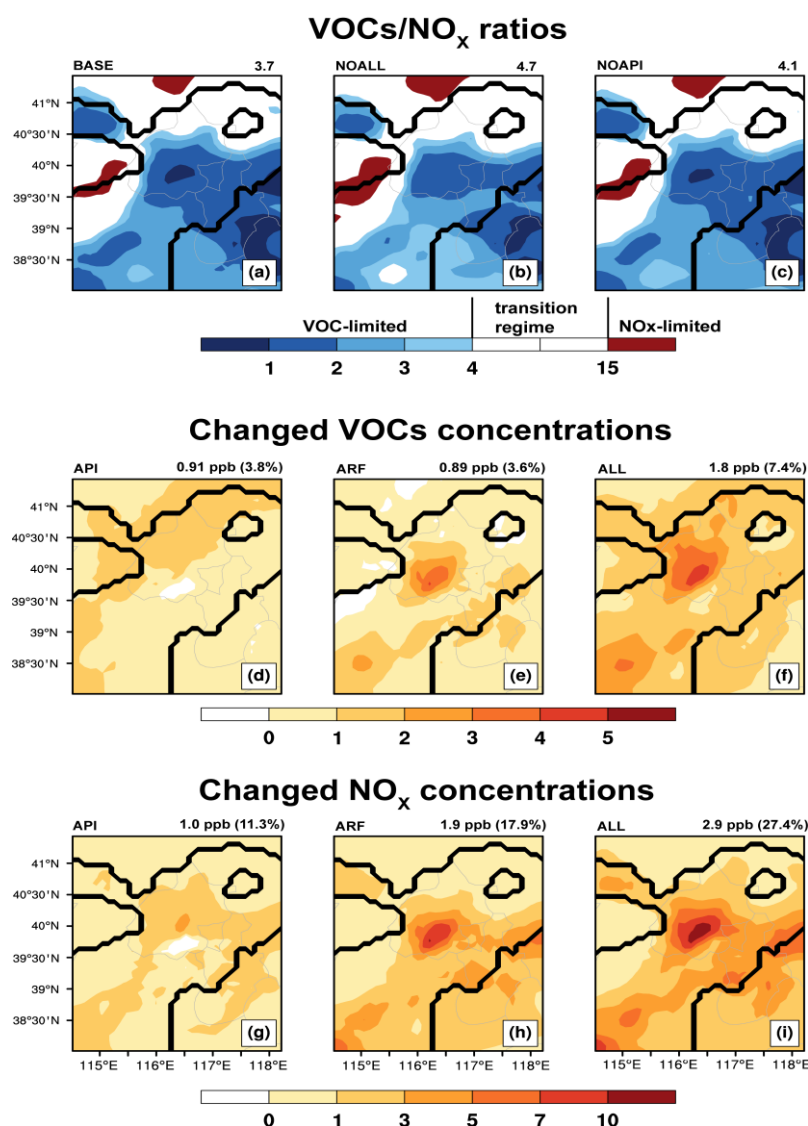 VOCs/NOx ratios
BASE 3.7 NOALL 4.7 NOAPI 4.1
41°N
40°30'N
40°N
39°30'N
39°N
38°30'N
(a) (b) (c)
VOC-limited transition regime NOx-limited
1 2 3 4 15
Changed VOCs concentrations
API 0.91 ppb (3.8%) ARF 0.89 ppb (3.6%) ALL 1.8 ppb (7.4%)
41°N
40°30'N
40°N
39°30'N
39°N
38°30'N
(d) (e) (f)
0 1 2 3 4 5
Changed NOx concentrations
API 1.0 ppb (11.3%) ARF 1.9 ppb (17.9%) ALL 2.9 ppb (27.4%)
41°N
40°30'N
40°N
39°30'N
39°N
38°30'N
(g) (h) (i)
115°E 116°E 117°E 118°E 115°E 116°E 117°E 118°E 115°E 116°E 117°E 118°E
0 1 3 5 7 10